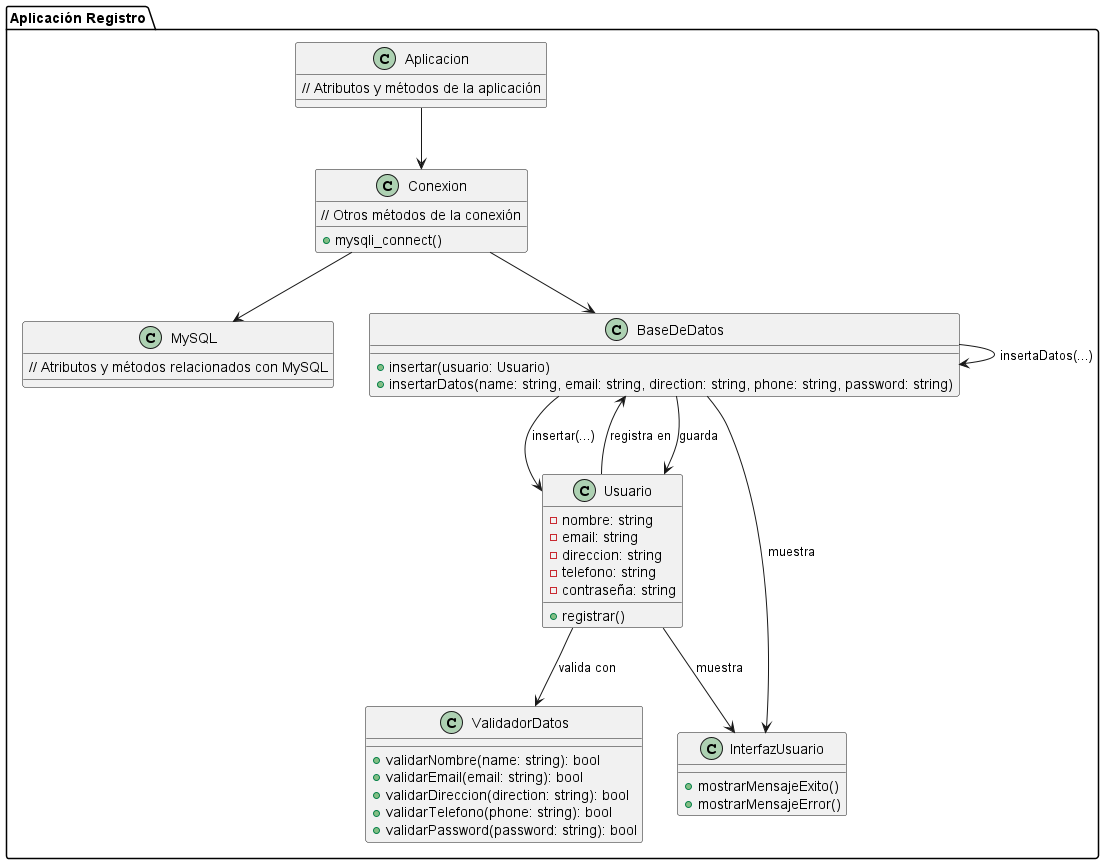 Aplicación Registro
C Aplicacion
// Atributos y métodos de la aplicación
C Conexion
// Otros métodos de la conexión
mysqli_connect()
C MySQL
// Atributos y métodos relacionados con MySQL
C BaseDeDatos
insertar(usuario: Usuario)
insertarDatos(name: string, email: string, direction: string, phone: string, password: string)
insertaDatos(...)
insertar(...)
registra en
guarda
C Usuario
nombre: string
email: string
direccion: string
telefono: string
contraseña: string
registrar()
muestra
valida con
muestra
C ValidadorDatos
validarNombre(name: string): bool
validarEmail(email: string): bool
validarDireccion(direction: string): bool
validarTelefono(phone: string): bool
validarPassword(password: string): bool
C InterfazUsuario
mostrarMensajeExito()
mostrarMensajeError()